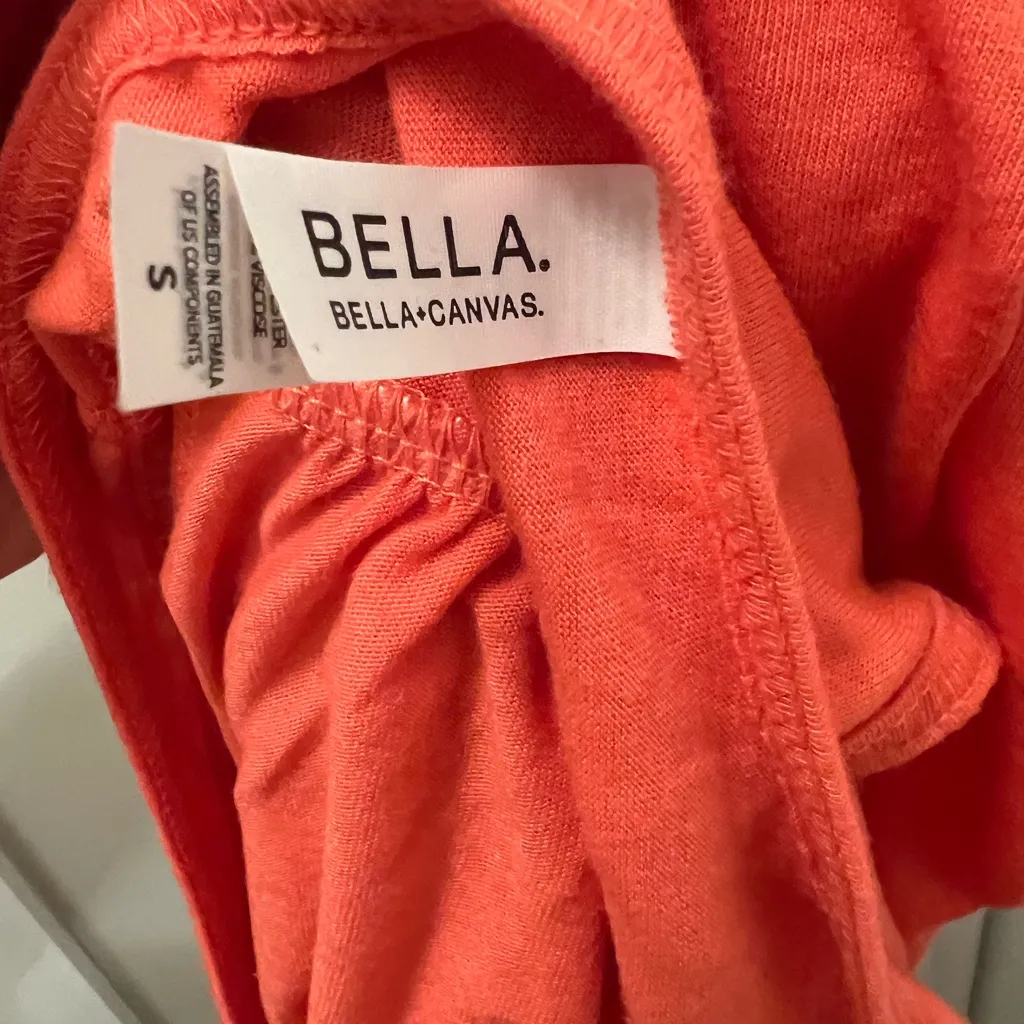 BELLA.
BELLA+CANVAS.
VISCOSE
ASSEMBLED IN GUATEMALA
OF US COMPONENTS
S